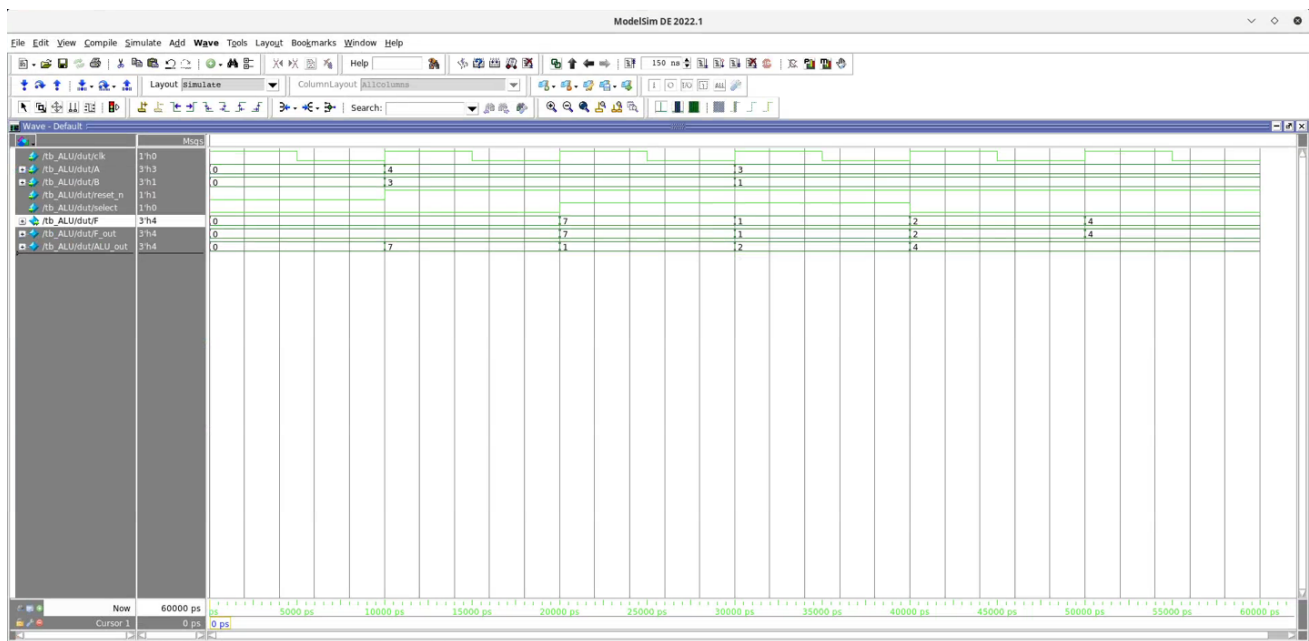 ModelSim DE 2022.1
File Edit View Compile Simulate Add Wave Tools Layout Bookmarks Window Help
Help 150 ns
Layout Simulate ColumnLayout AllColumns
Search:
Wave - Default
Msgs
/tb_ALU/dut/clk 1'h0
/tb_ALU/dut/A 3'h3 0 4 3
/tb_ALU/dut/B 3'h1 0 3 1
/tb_ALU/dut/reset_n 1'h1
/tb_ALU/dut/select 1'h0
/tb_ALU/dut/F 3'h4 0 7 1 2 4
/tb_ALU/dut/F_out 3'h4 0 7 1 2 4
/tb_ALU/dut/ALU_out 3'h4 0 7 1 2 4
Now 60000 ps ps 5000 ps 10000 ps 15000 ps 20000 ps 25000 ps 30000 ps 35000 ps 40000 ps 45000 ps 50000 ps 55000 ps 60000 ps
Cursor 1 0 ps 0 ps